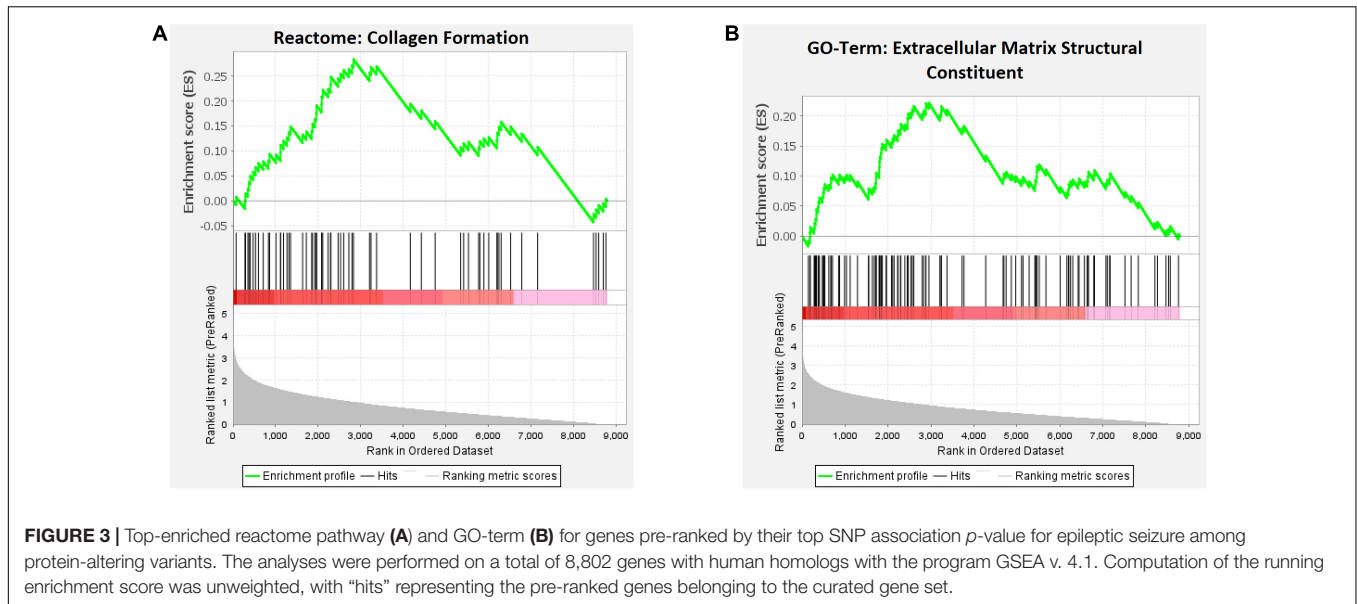 A
Reactome: Collagen Formation
Enrichment score (ES)
0.25
0.20
0.15
0.10
0.05
0.00
-0.05
Ranked list metric (PreRanked)
5
4
3
2
1
0
0 1,000 2,000 3,000 4,000 5,000 6,000 7,000 8,000 9,000
Rank in Ordered Dataset
Enrichment profile Hits Ranking metric scores
B
GO-Term: Extracellular Matrix Structural
Constituent
Enrichment score (ES)
0.20
0.15
0.10
0.05
0.00
Ranked list metric (PreRanked)
5
4
3
2
1
0
0 1,000 2,000 3,000 4,000 5,000 6,000 7,000 8,000 9,000
Rank in Ordered Dataset
Enrichment profile Hits Ranking metric scores
FIGURE 3 | Top-enriched reactome pathway (A) and GO-term (B) for genes pre-ranked by their top SNP association p-value for epileptic seizure among
protein-altering variants. The analyses were performed on a total of 8,802 genes with human homologs with the program GSEA v. 4.1. Computation of the running
enrichment score was unweighted, with “hits” representing the pre-ranked genes belonging to the curated gene set.